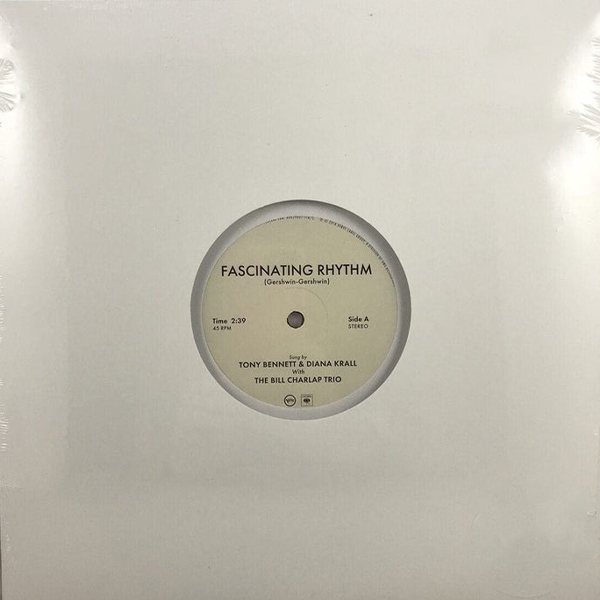 FASCINATING RHYTHM
(Gershwin-Gershwin)
Time 2:39
45 RPM
Side A
STEREO
Sung by
TONY BENNETT & DIANA KRALL
With
THE BILL CHARLAP TRIO